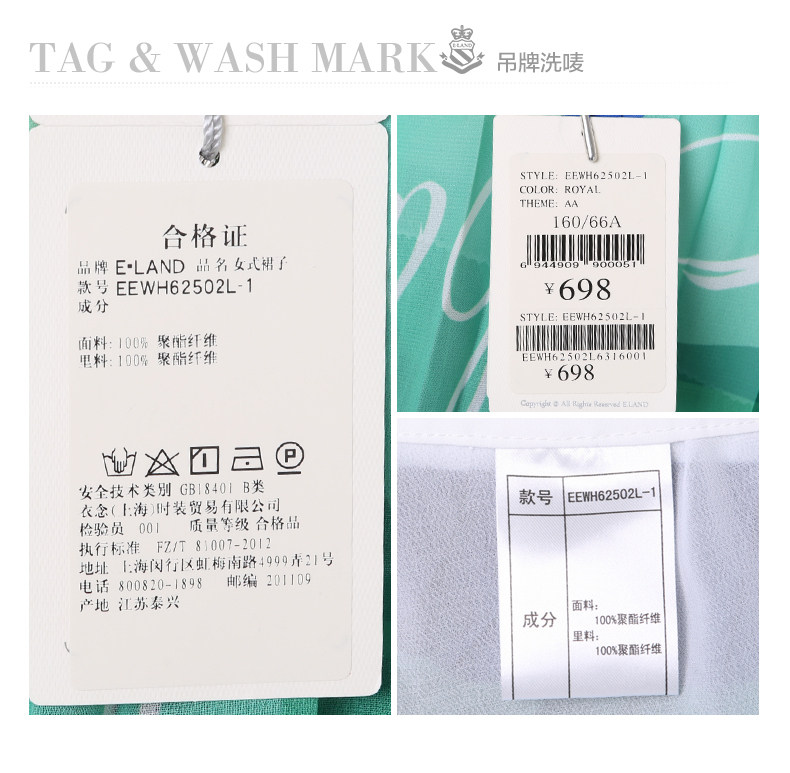 TAG & WASH MARK
E·LAND
吊牌洗唛
合格证
品牌 E·LAND 品名 女式裙子
款号 EEWH62502L-1
成分
面料:100% 聚酯纤维
里料:100% 聚酯纤维
P
安全技术类别 GB18401 B类
衣念(上海)时装贸易有限公司
检验员 001 质量等级 合格品
执行标准 FZ/T 81007-2012
地址 上海闵行区虹梅南路4999弄21号
电话 800820-1898 邮编 201109
产地 江苏泰兴
STYLE: EEWH62502L-1
COLOR: ROYAL
THEME: AA
160/66A
6 944909 900051
¥698
STYLE: EEWH62502L-1
EEWH62502L6316001
¥698
Copyright @ All Rights Reserved E.LAND
款号 EEWH62502L-1
成分
面料:
100%聚酯纤维
里料:
100%聚酯纤维